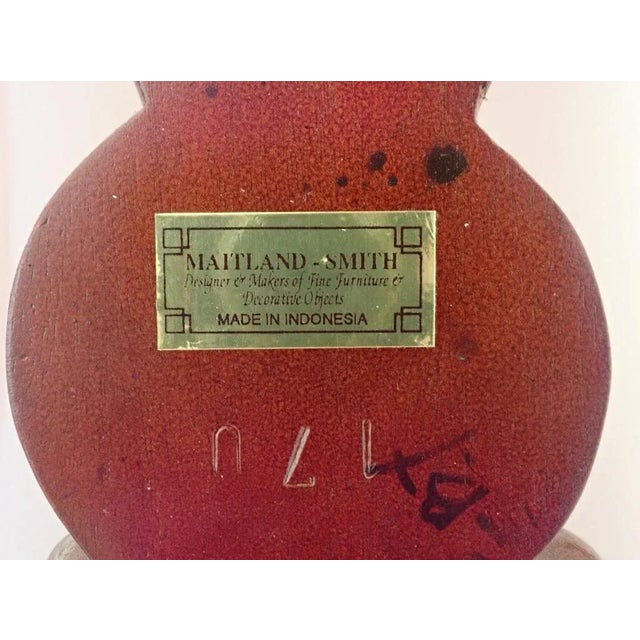 MAITLAND - SMITH
Designer & Makers of Fine Furniture &
Decorative Objects
MADE IN INDONESIA